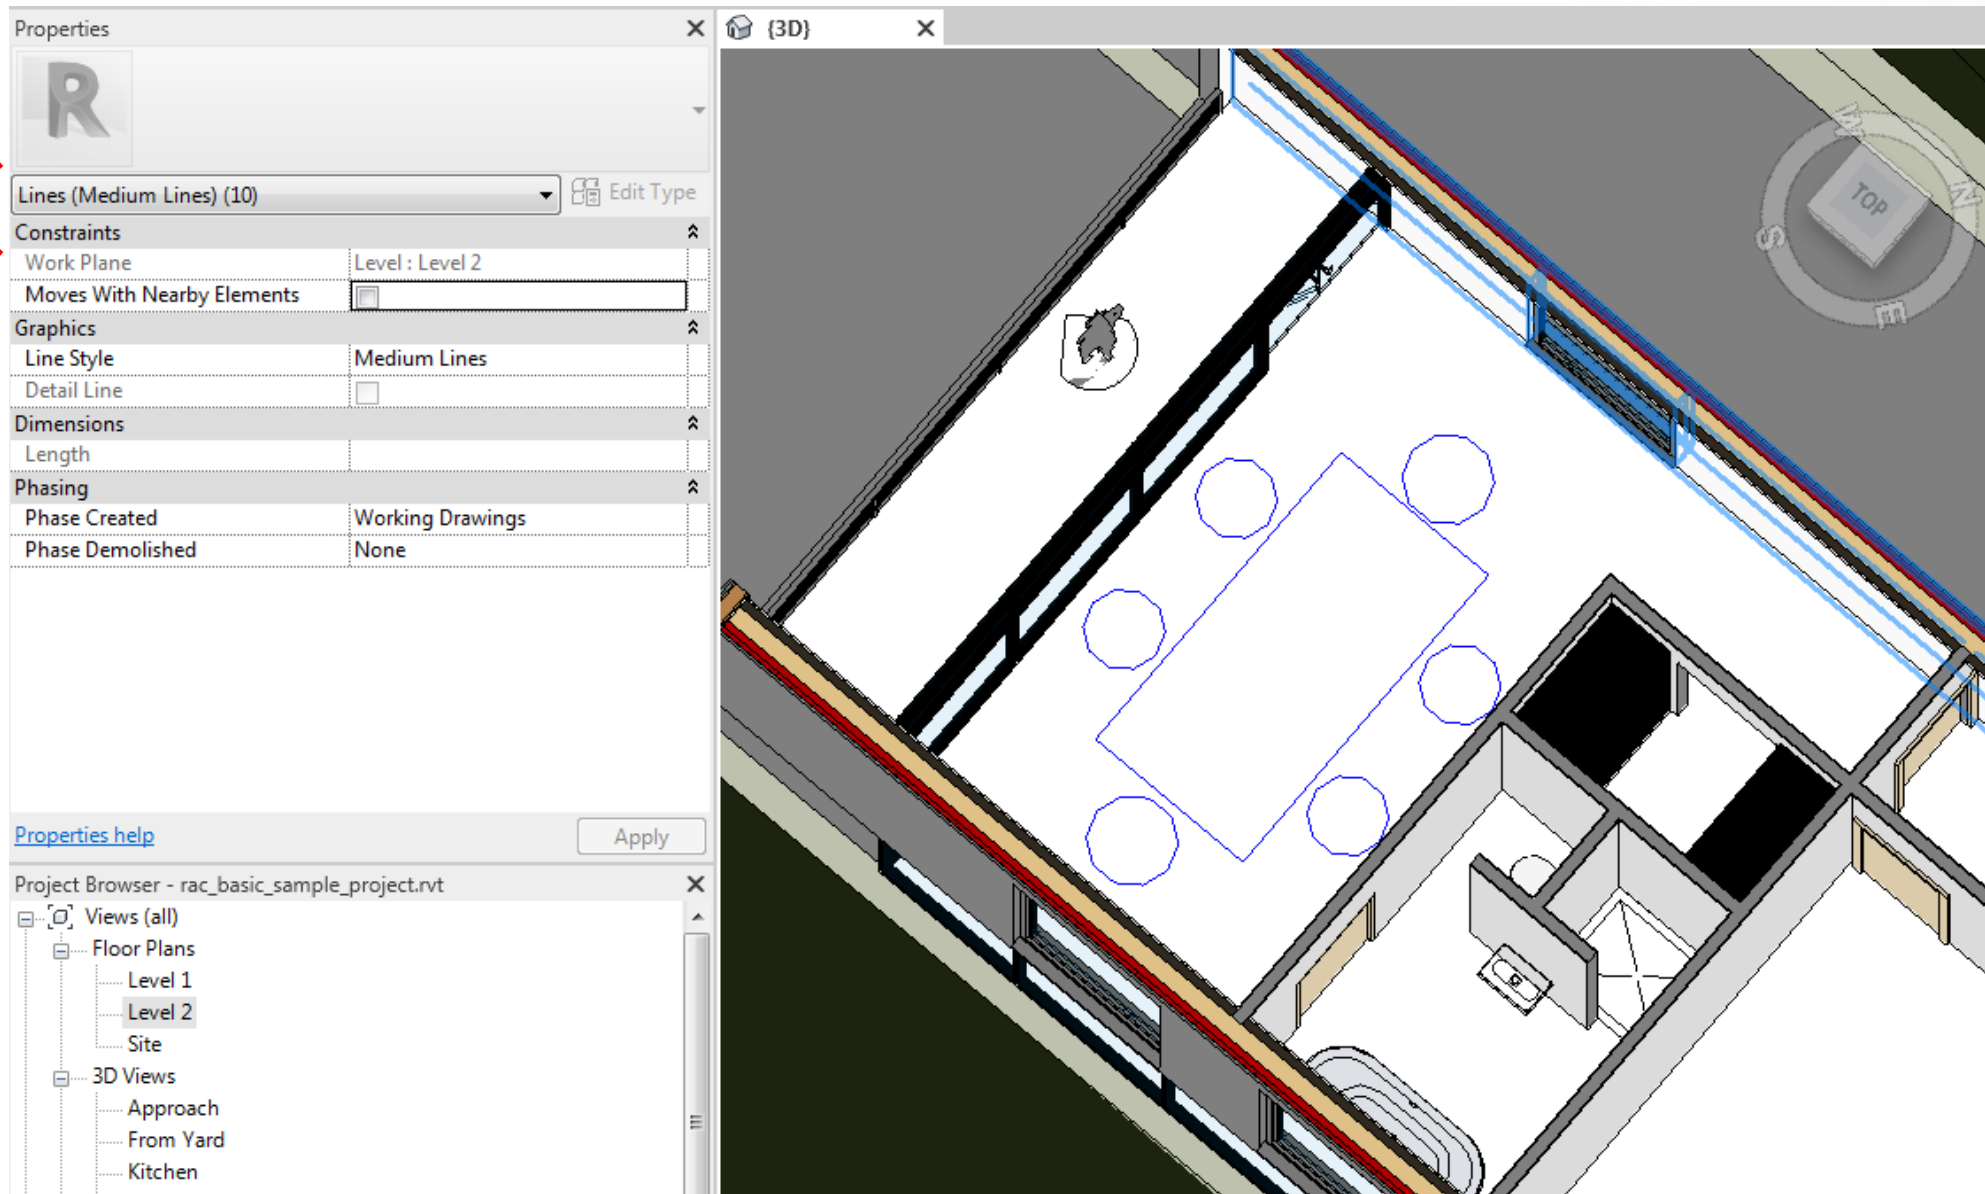 Properties
{3D}
R
Lines (Medium Lines) (10)
Edit Type
Constraints
Work Plane Level : Level 2
Moves With Nearby Elements
Graphics
Line Style Medium Lines
Detail Line
Dimensions
Length
Phasing
Phase Created Working Drawings
Phase Demolished None
Properties help
Apply
Project Browser - rac_basic_sample_project.rvt
Views (all)
Floor Plans
Level 1
Level 2
Site
3D Views
Approach
From Yard
Kitchen
W
N
TOP
S
E